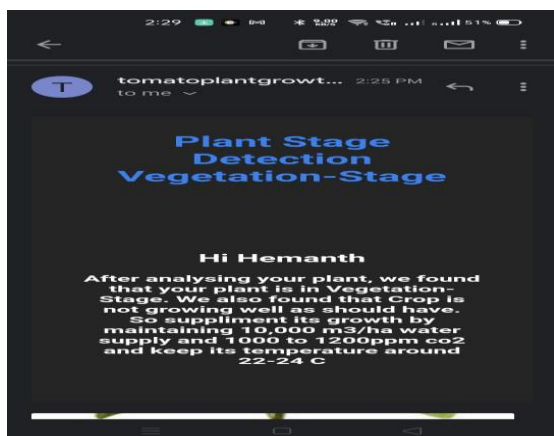 2:29 51%
T tomatoplantgrowt... 2:25 PM
to me
Plant Stage
Detection
Vegetation-Stage
Hi Hemanth
After analysing your plant, we found
that your plant is in Vegetation-
Stage. We also found that Crop is
not growing well as should have.
So suppliment its growth by
maintaining 10,000 m3/ha water
supply and 1000 to 1200ppm co2
and keep its temperature around
22-24 C